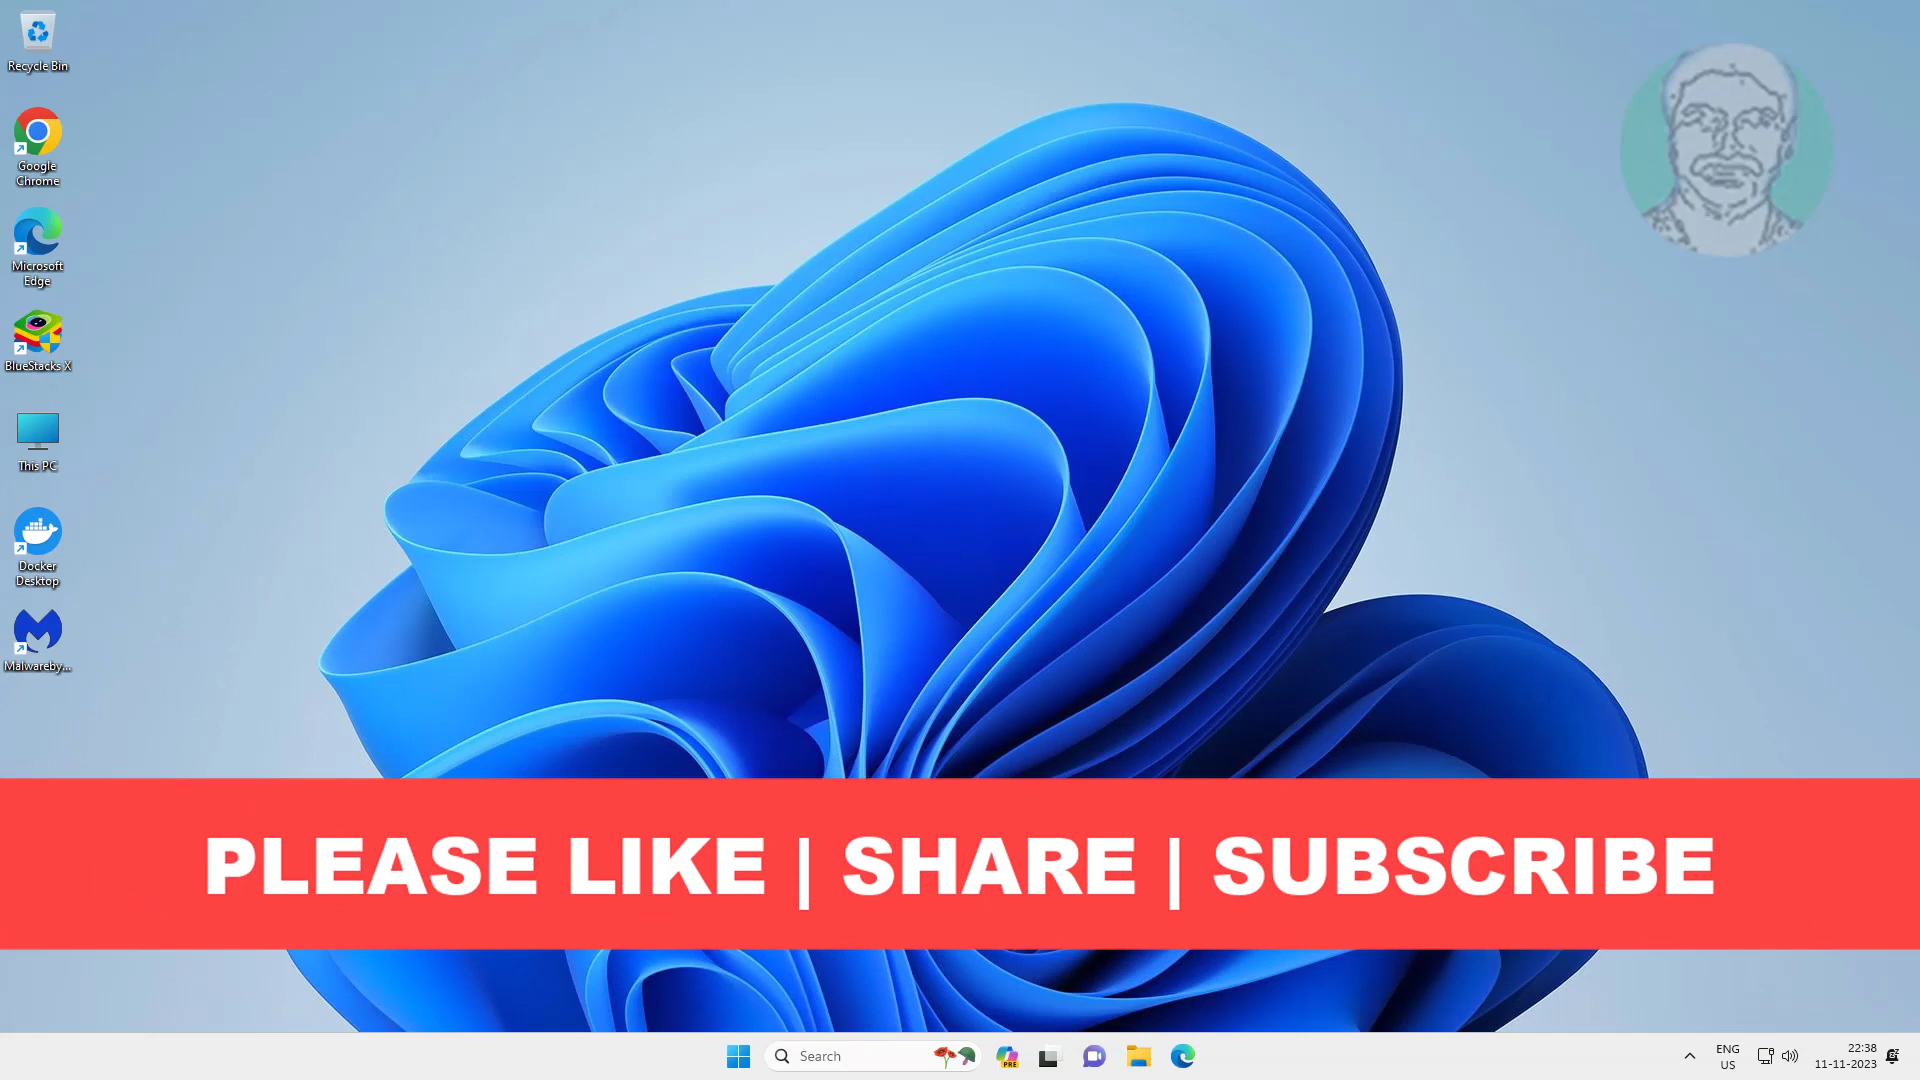 Recycle Bin
Google
Chrome
Microsoft
Edge
BlueStacks X
This PC
Docker
Desktop
Malwareby...
PLEASE LIKE | SHARE | SUBSCRIBE
Search
PRE
ENG
US
22:38
11-11-2023